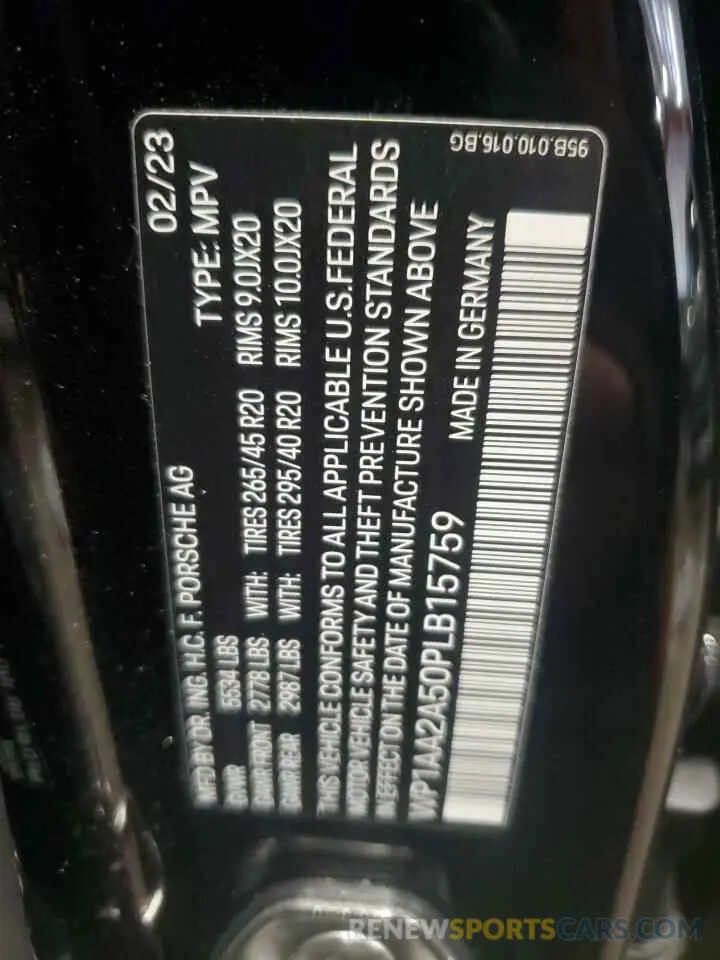 MFD BY DR. ING. H.C. F. PORSCHE AG 02/23
GVWR 5534 LBS TYPE: MPV
GAWR FRONT 2778 LBS WITH: TIRES 265/45 R20 RIMS 9.0JX20
GAWR REAR 2987 LBS WITH: TIRES 295/40 R20 RIMS 10.0JX20
THIS VEHICLE CONFORMS TO ALL APPLICABLE U.S. FEDERAL
MOTOR VEHICLE SAFETY AND THEFT PREVENTION STANDARDS
IN EFFECT ON THE DATE OF MANUFACTURE SHOWN ABOVE
WP1AA2A50PLB15759 MADE IN GERMANY
95B.010.016.BG
RENEWSPORTSCARS.COM